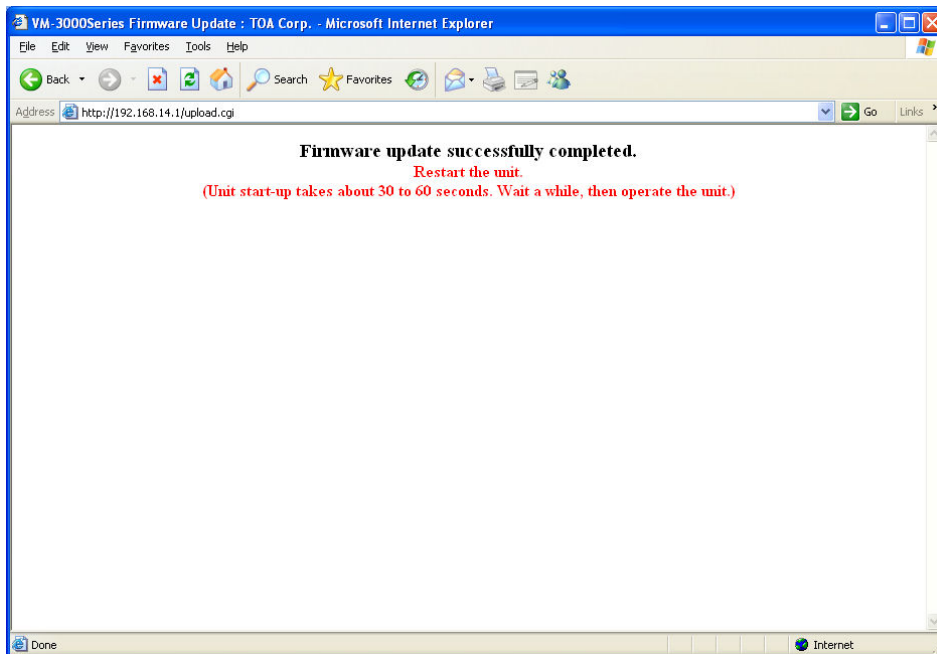 VM-3000Series Firmware Update : TOA Corp. - Microsoft Internet Explorer
File Edit View Favorites Tools Help
Back Search Favorites
Address http://192.168.14.1/upload.cgi Go Links
Firmware update successfully completed.
Restart the unit.
(Unit start-up takes about 30 to 60 seconds. Wait a while, then operate the unit.)
Done Internet